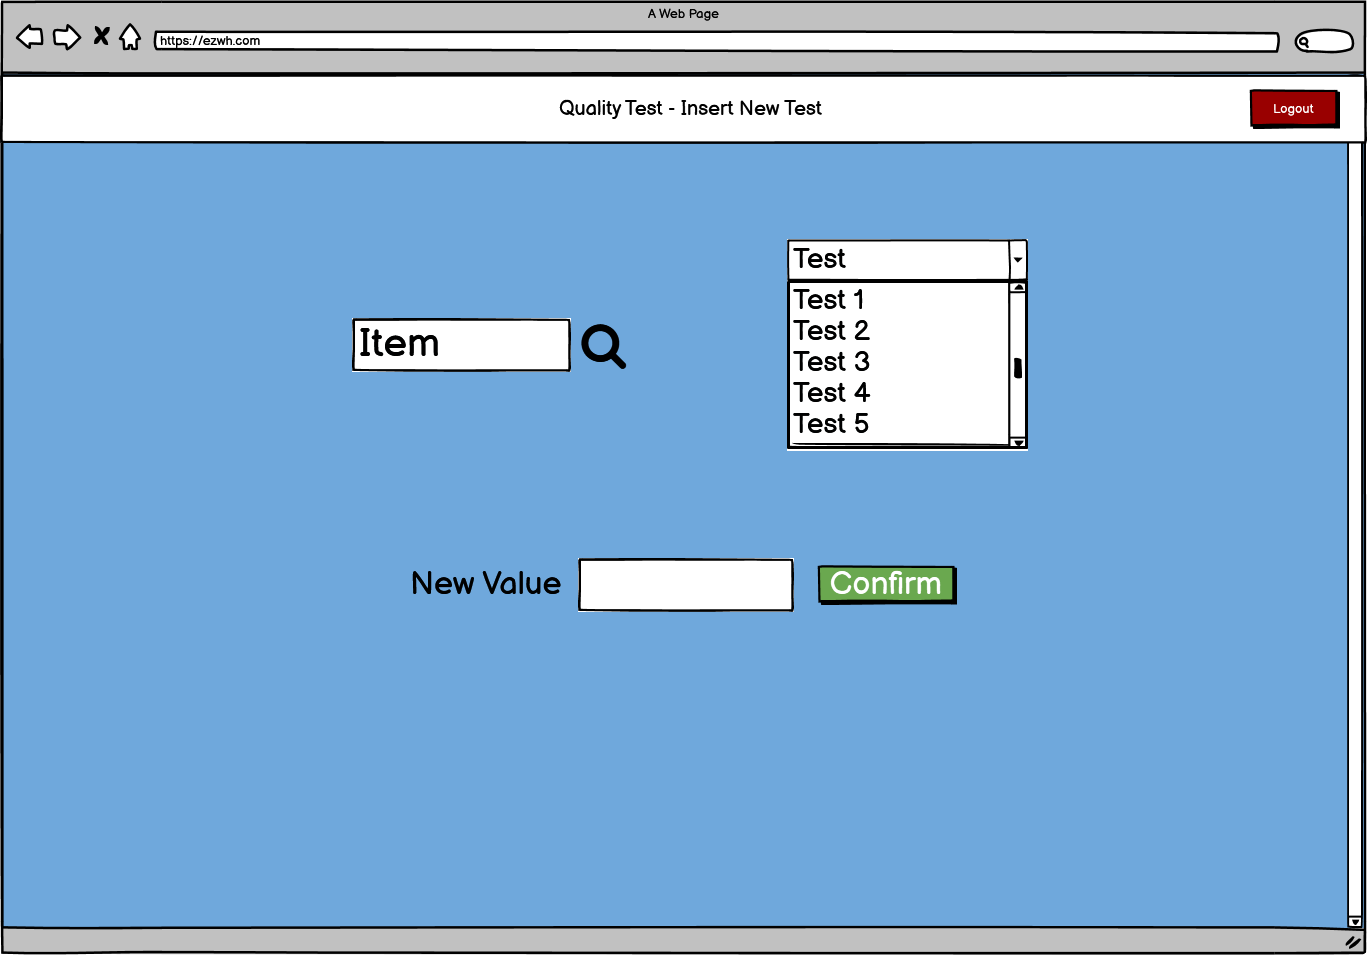 A Web Page
https://ezwh.com
Quality Test - Insert New Test
Logout
Test
Test 1
Item
Test 2
Test 3
Test 4
Test 5
New Value
Confirm